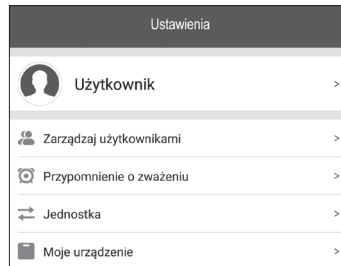 Ustawienia
Użytkownik
Zarządzaj użytkownikami
Przypomnienie o zważeniu
Jednostka
Moje urządzenie